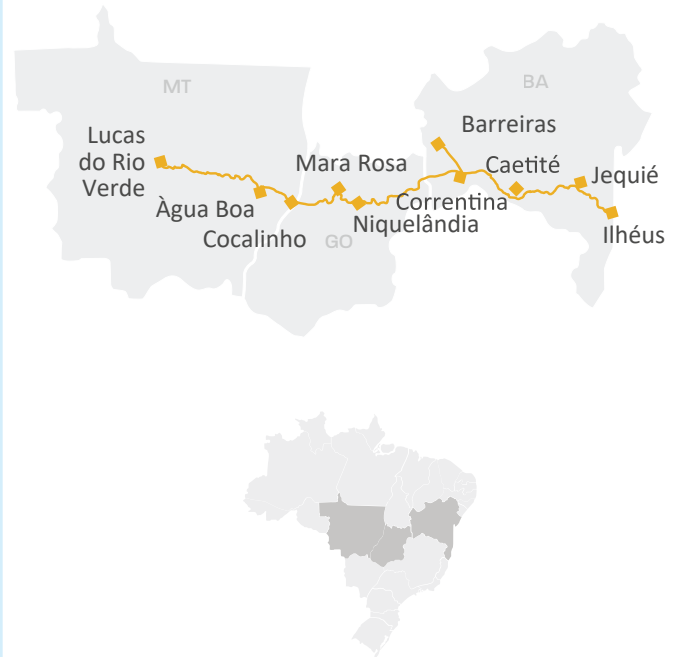 MT
BA
Barreiras
Lucas
do Rio
Verde
Mara Rosa
Caetité
Jequié
Àgua Boa
Correntina
Niquelândia
Cocalinho
GO
Ilhéus